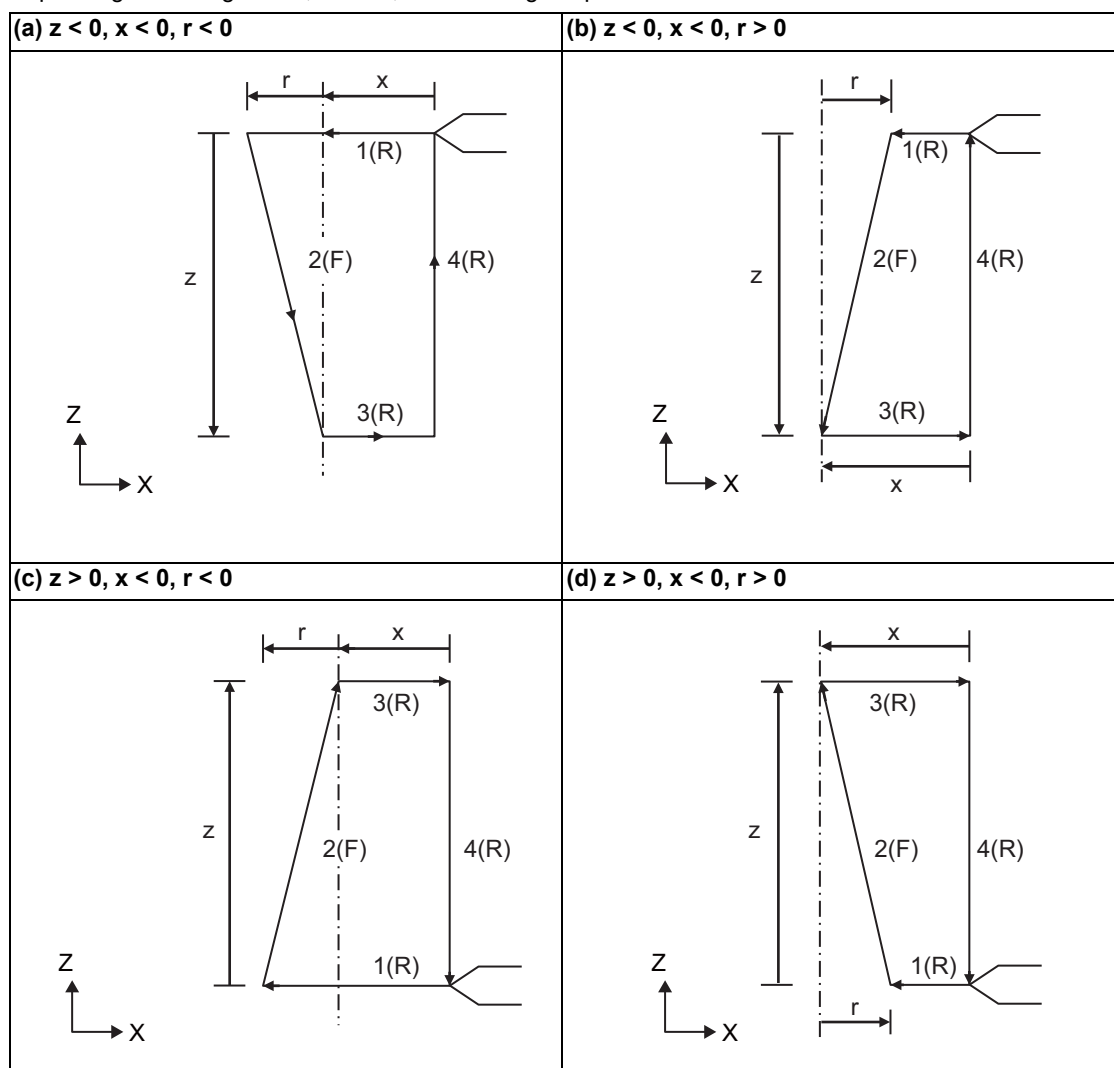 (a) z < 0, x < 0, r < 0
(b) z < 0, x < 0, r > 0
r
x
1(R)
z
2(F)
4(R)
3(R)
Z
X
r
1(R)
z
2(F)
4(R)
3(R)
x
Z
X
(c) z > 0, x < 0, r < 0
(d) z > 0, x < 0, r > 0
r
x
3(R)
z
2(F)
4(R)
1(R)
Z
X
x
3(R)
z
2(F)
4(R)
1(R)
r
Z
X